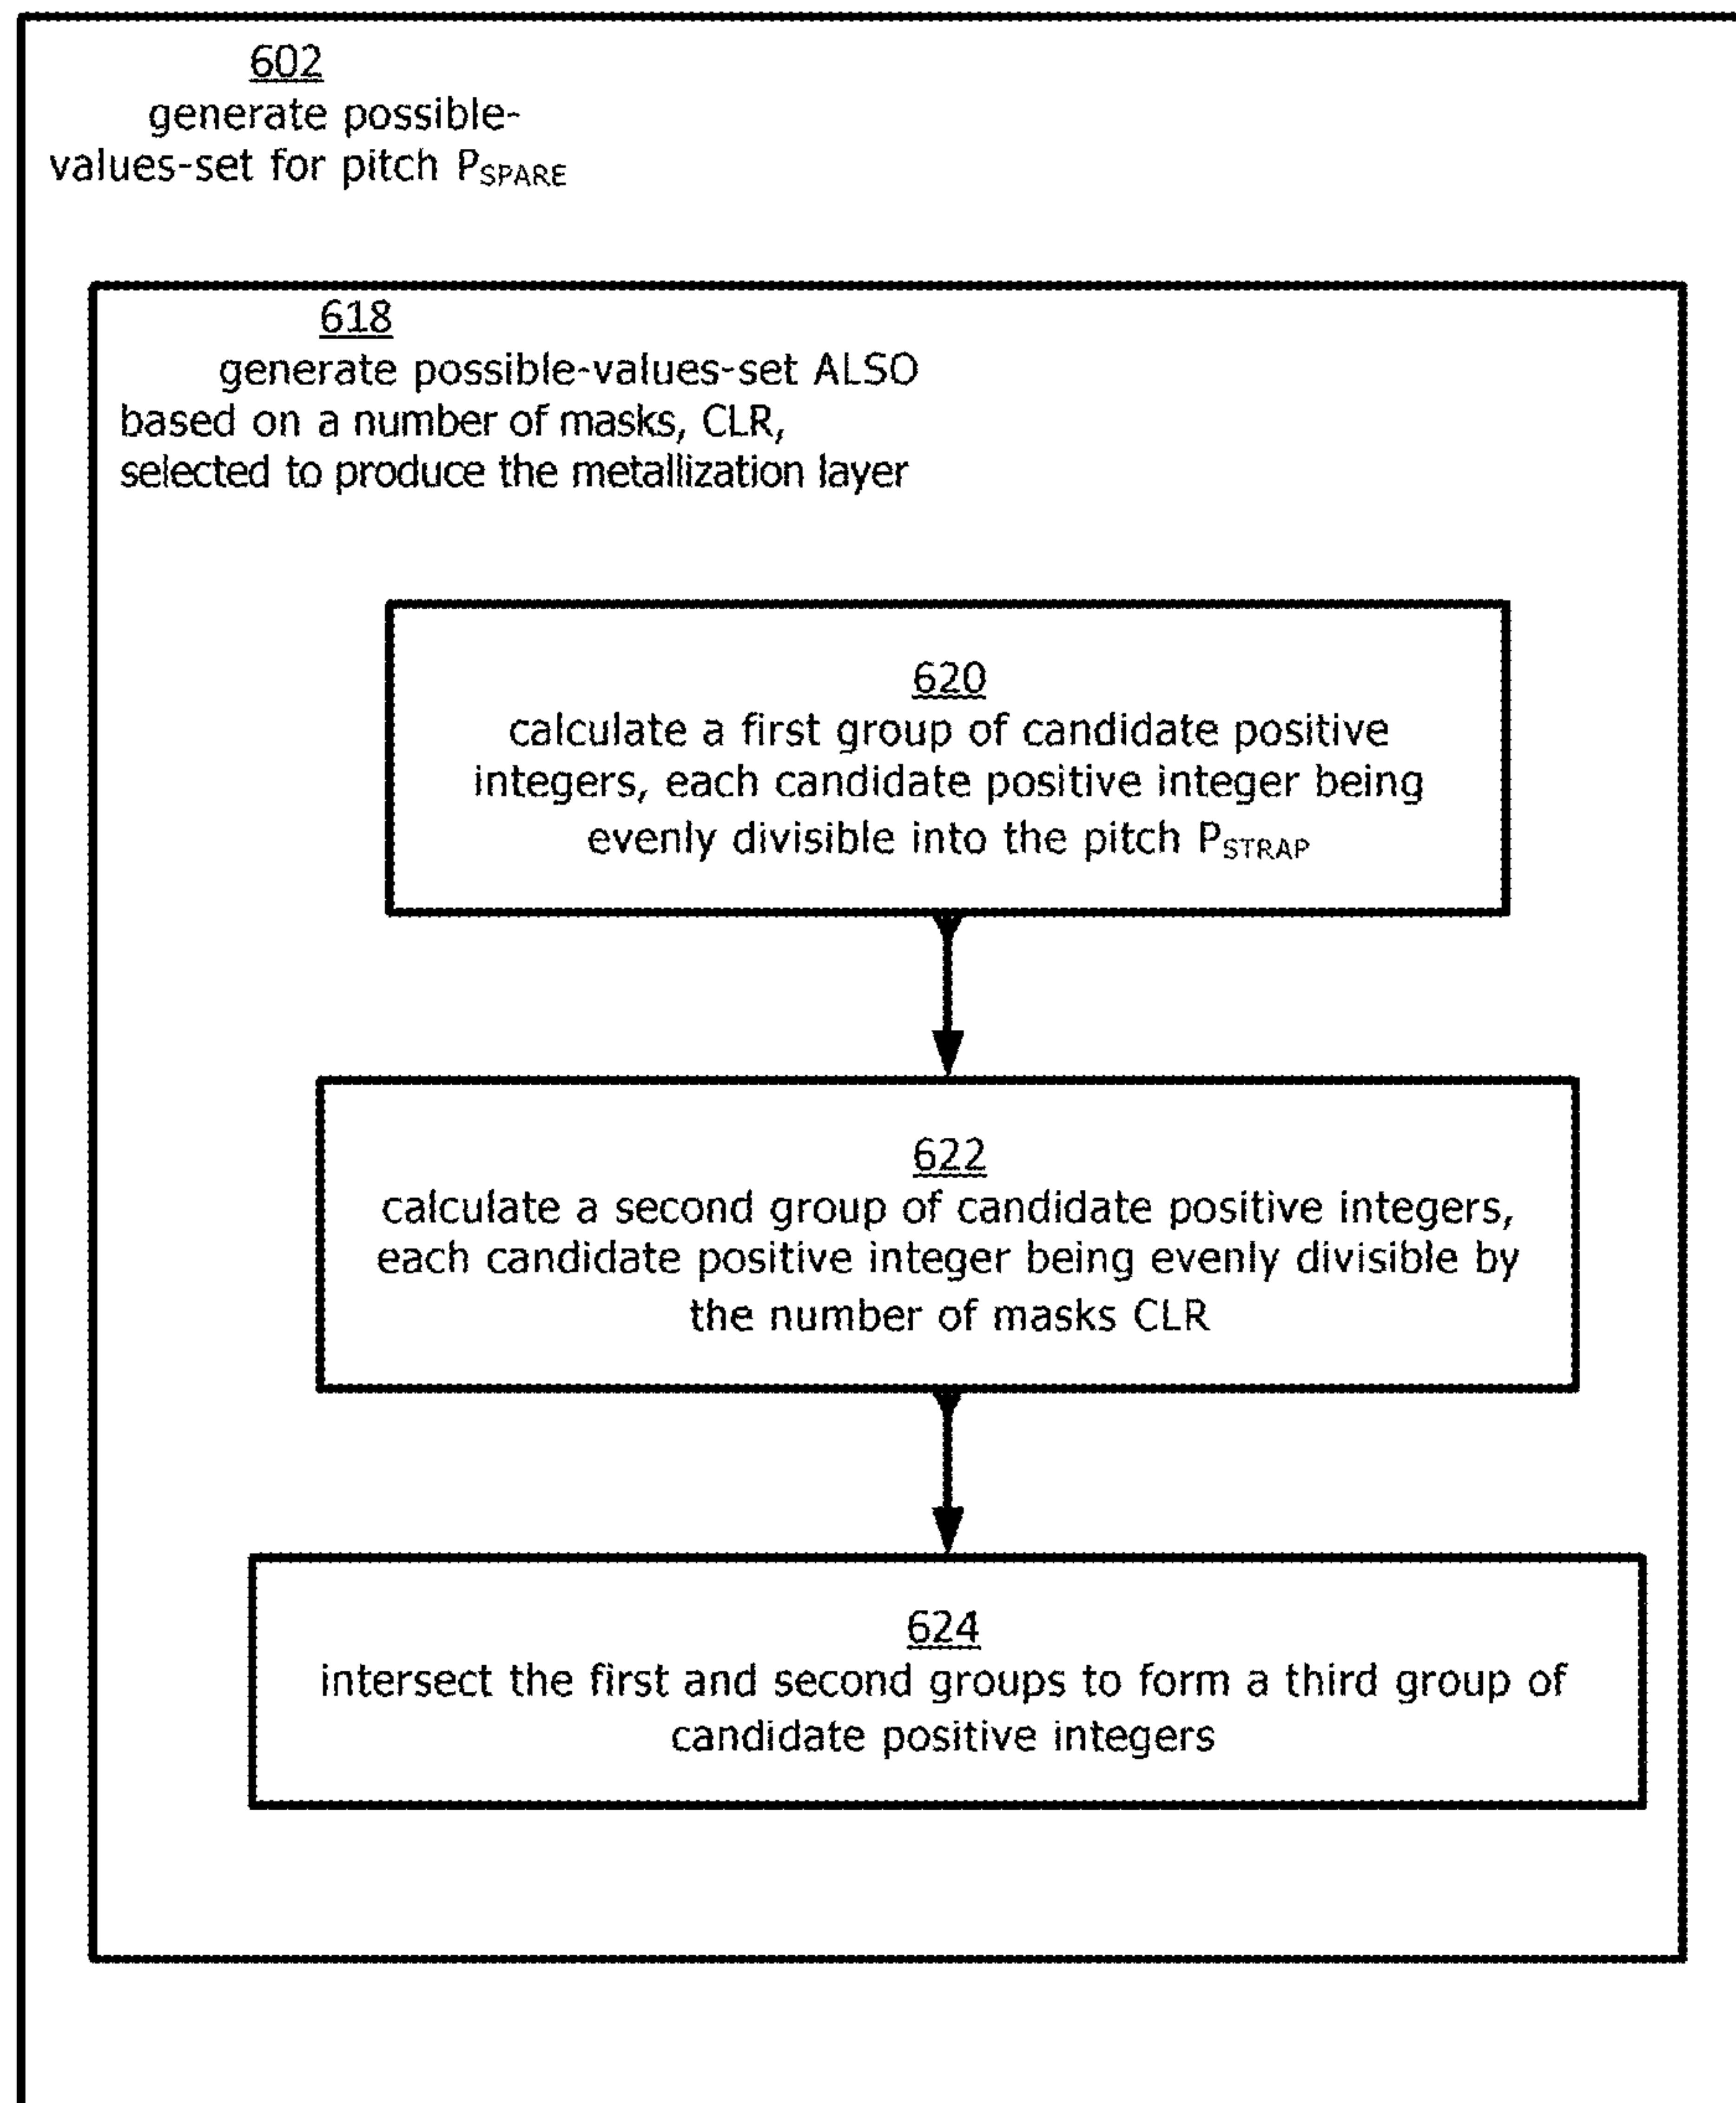 602
generate possible-
values-set for pitch PSPARE
618
generate possible-values-set ALSO
based on a number of masks, CLR,
selected to produce the metallization layer
620
calculate a first group of candidate positive
integers, each candidate positive integer being
evenly divisible into the pitch PSTRAP
622
calculate a second group of candidate positive integers,
each candidate positive integer being evenly divisible by
the number of masks CLR
624
intersect the first and second groups to form a third group of
candidate positive integers